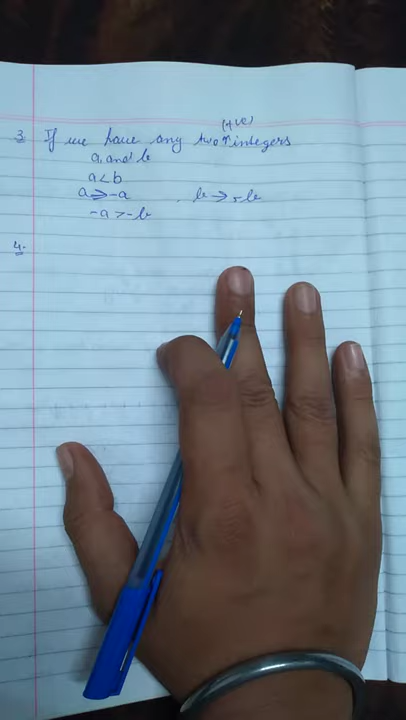 (+ve)
3 If we have any two integers
a, and b
a < b
a → -a b → -b
-a > -b
4.